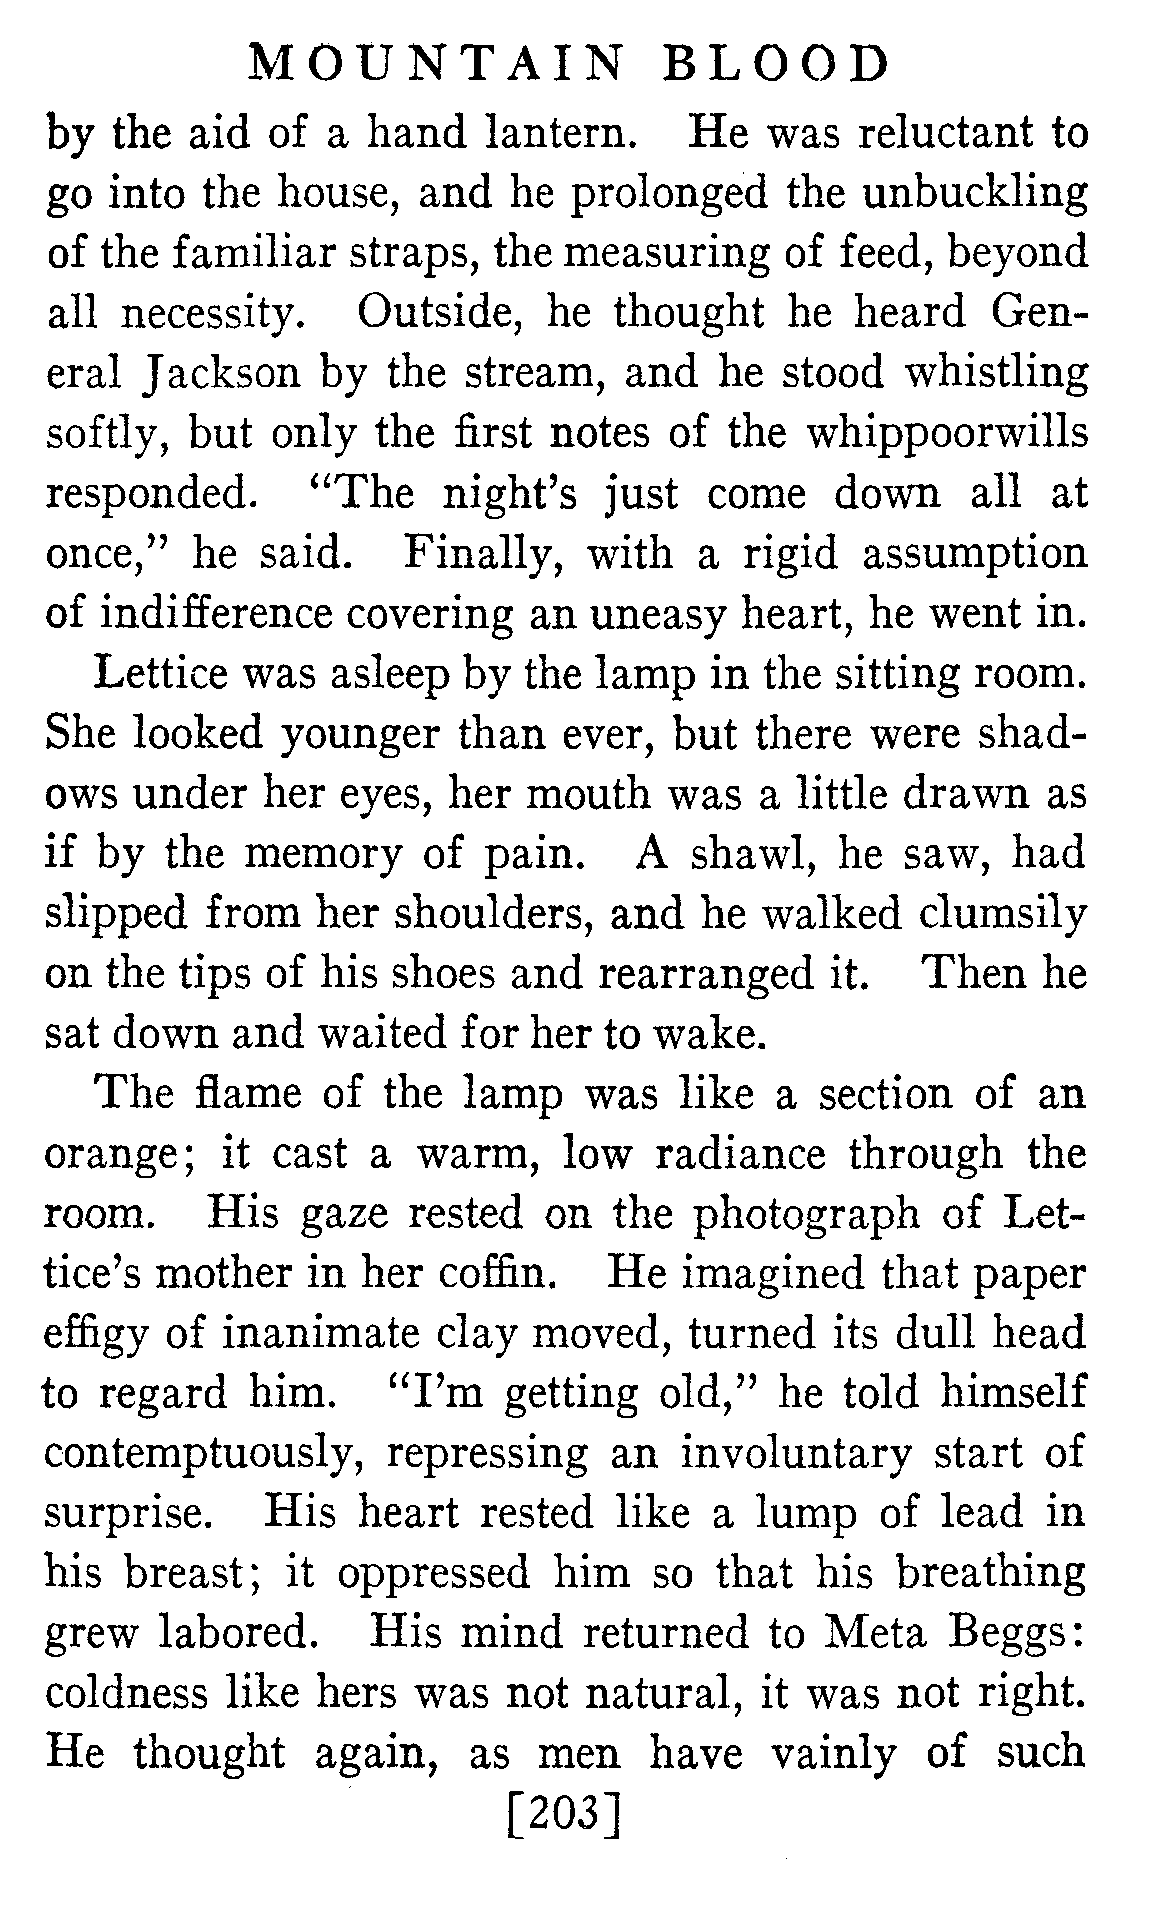 MOUNTAIN BLOOD
by the aid of a hand lantern. He was reluctant to
go into the house, and he prolonged the unbuckling
of the familiar straps, the measuring of feed, beyond
all necessity. Outside, he thought he heard Gen-
eral Jackson by the stream, and he stood whistling
softly, but only the first notes of the whippoorwills
responded. “The night’s just come down all at
once,” he said. Finally, with a rigid assumption
of indifference covering an uneasy heart, he went in.
Lettice was asleep by the lamp in the sitting room.
She looked younger than ever, but there were shad-
ows under her eyes, her mouth was a little drawn as
if by the memory of pain. A shawl, he saw, had
slipped from her shoulders, and he walked clumsily
on the tips of his shoes and rearranged it. Then he
sat down and waited for her to wake.
The flame of the lamp was like a section of an
orange; it cast a warm, low radiance through the
room. His gaze rested on the photograph of Let-
tice’s mother in her coffin. He imagined that paper
effigy of inanimate clay moved, turned its dull head
to regard him. “I’m getting old,” he told himself
contemptuously, repressing an involuntary start of
surprise. His heart rested like a lump of lead in
his breast; it oppressed him so that his breathing
grew labored. His mind returned to Meta Beggs:
coldness like hers was not natural, it was not right.
He thought again, as men have vainly of such
[203]